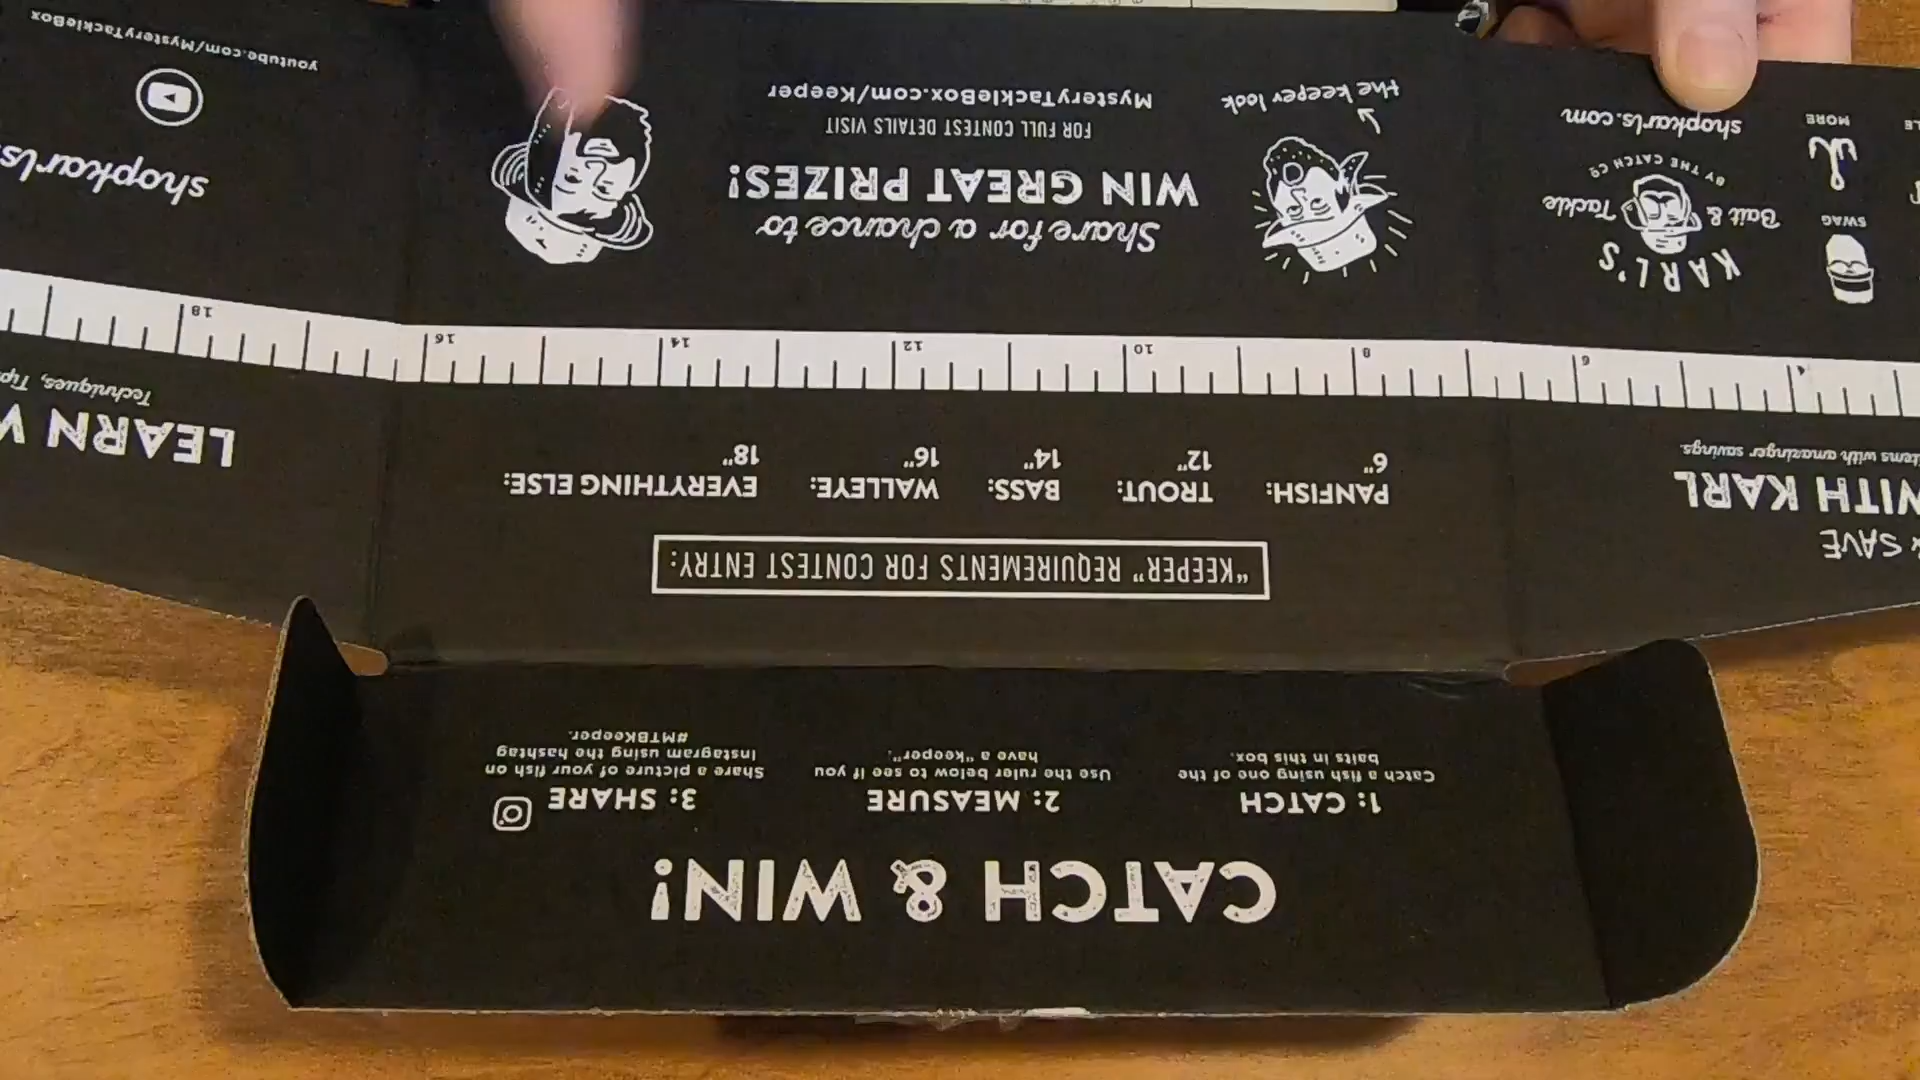 CATCH & WIN!
1: CATCH
Catch a fish using one of the
baits in this box.
2: MEASURE
Use the ruler below to see if you
have a "keeper".
3: SHARE
Share a picture of your fish on
Instagram using the hashtag
#MTBKeeper.
"KEEPER" REQUIREMENTS FOR CONTEST ENTRY:
PANFISH:
6"
TROUT:
12"
BASS:
14"
WALLEYE:
16"
EVERYTHING ELSE:
18"
4
6
8
10
12
14
16
18
Share for a chance to
WIN GREAT PRIZES!
FOR FULL CONTEST DETAILS VISIT
MysteryTackleBox.com/Keeper
the keeper look
SAVE
WITH KARL
items with amazinger savings.
SWAG
MORE
KARL'S
Bait & Tackle
BY THE CATCH CO
shopkarls.com
LEARN
Techniques,
shopkarls.
youtube.com/MysteryTackleBox